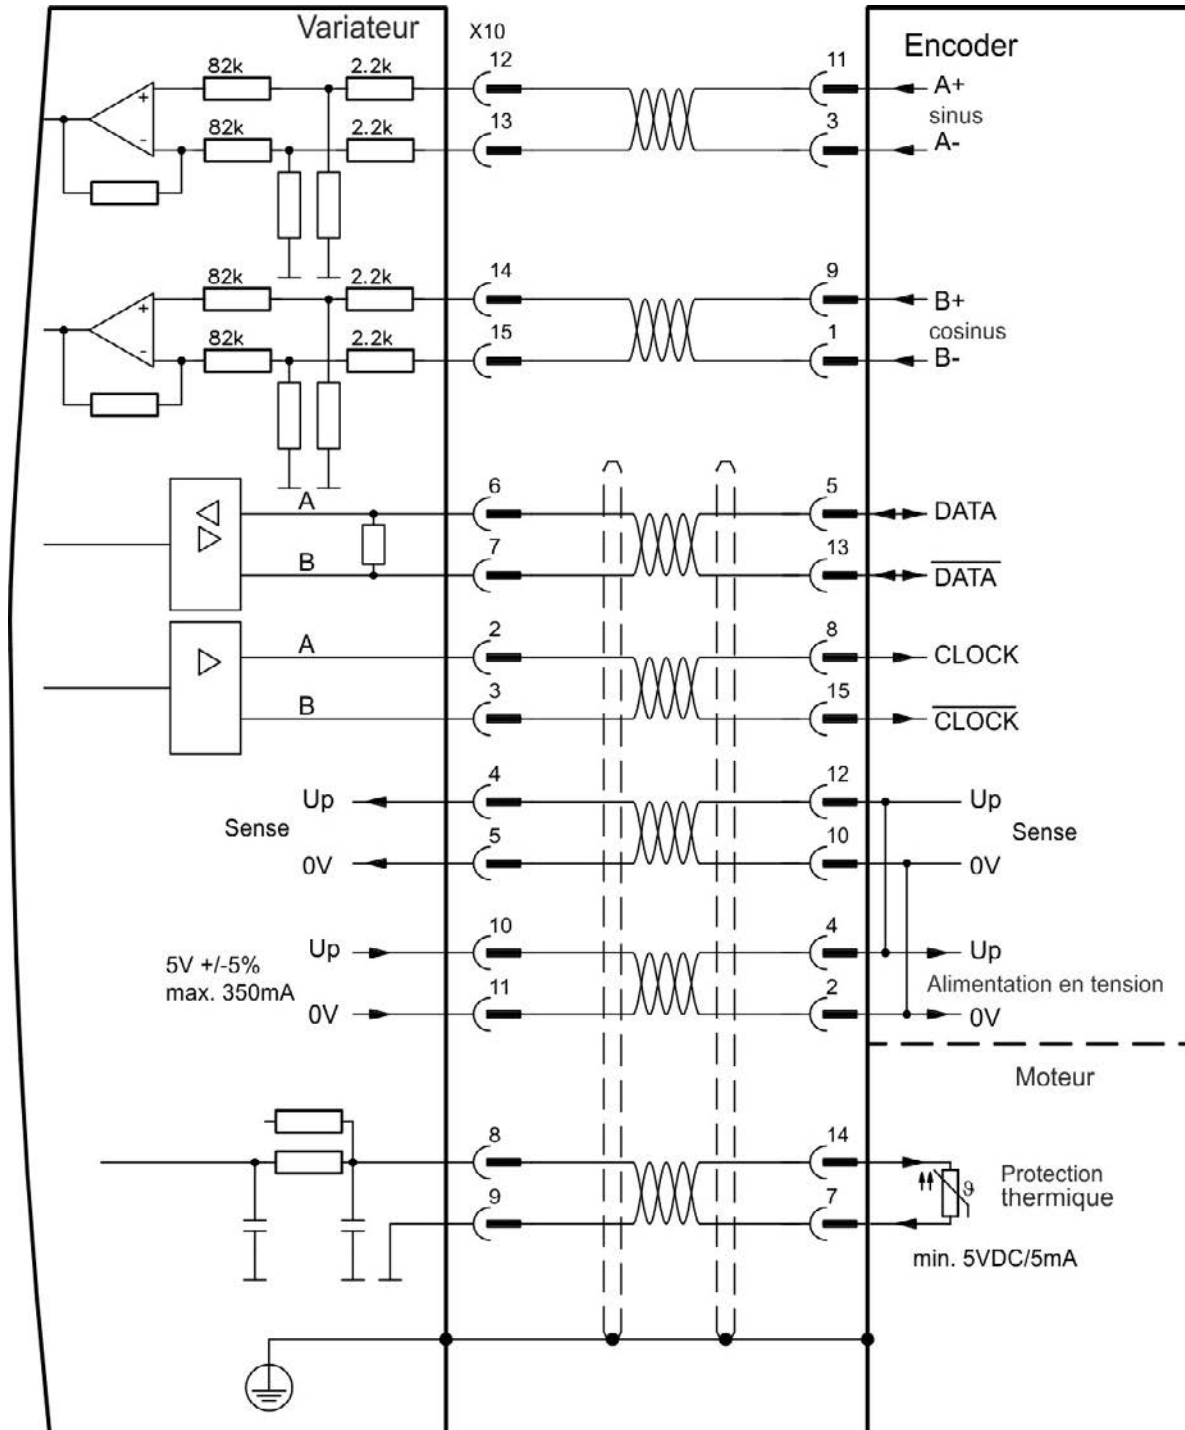 Variateur
X10
Encoder
82k 2.2k 12 11 A+
sinus
82k 2.2k 13 3 A-
82k 2.2k 14 9 B+
cosinus
82k 2.2k 15 1 B-
A 6 5 DATA
B 7 13 DATA
A 2 8 CLOCK
B 3 15 CLOCK
Up 4 12 Up
Sense Sense
0V 5 10 0V
Up 10 4 Up
5V +/-5%
max. 350mA
Alimentation en tension
0V 11 2 0V
Moteur
8 14
Protection
thermique
ϑ
9 7
min. 5VDC/5mA